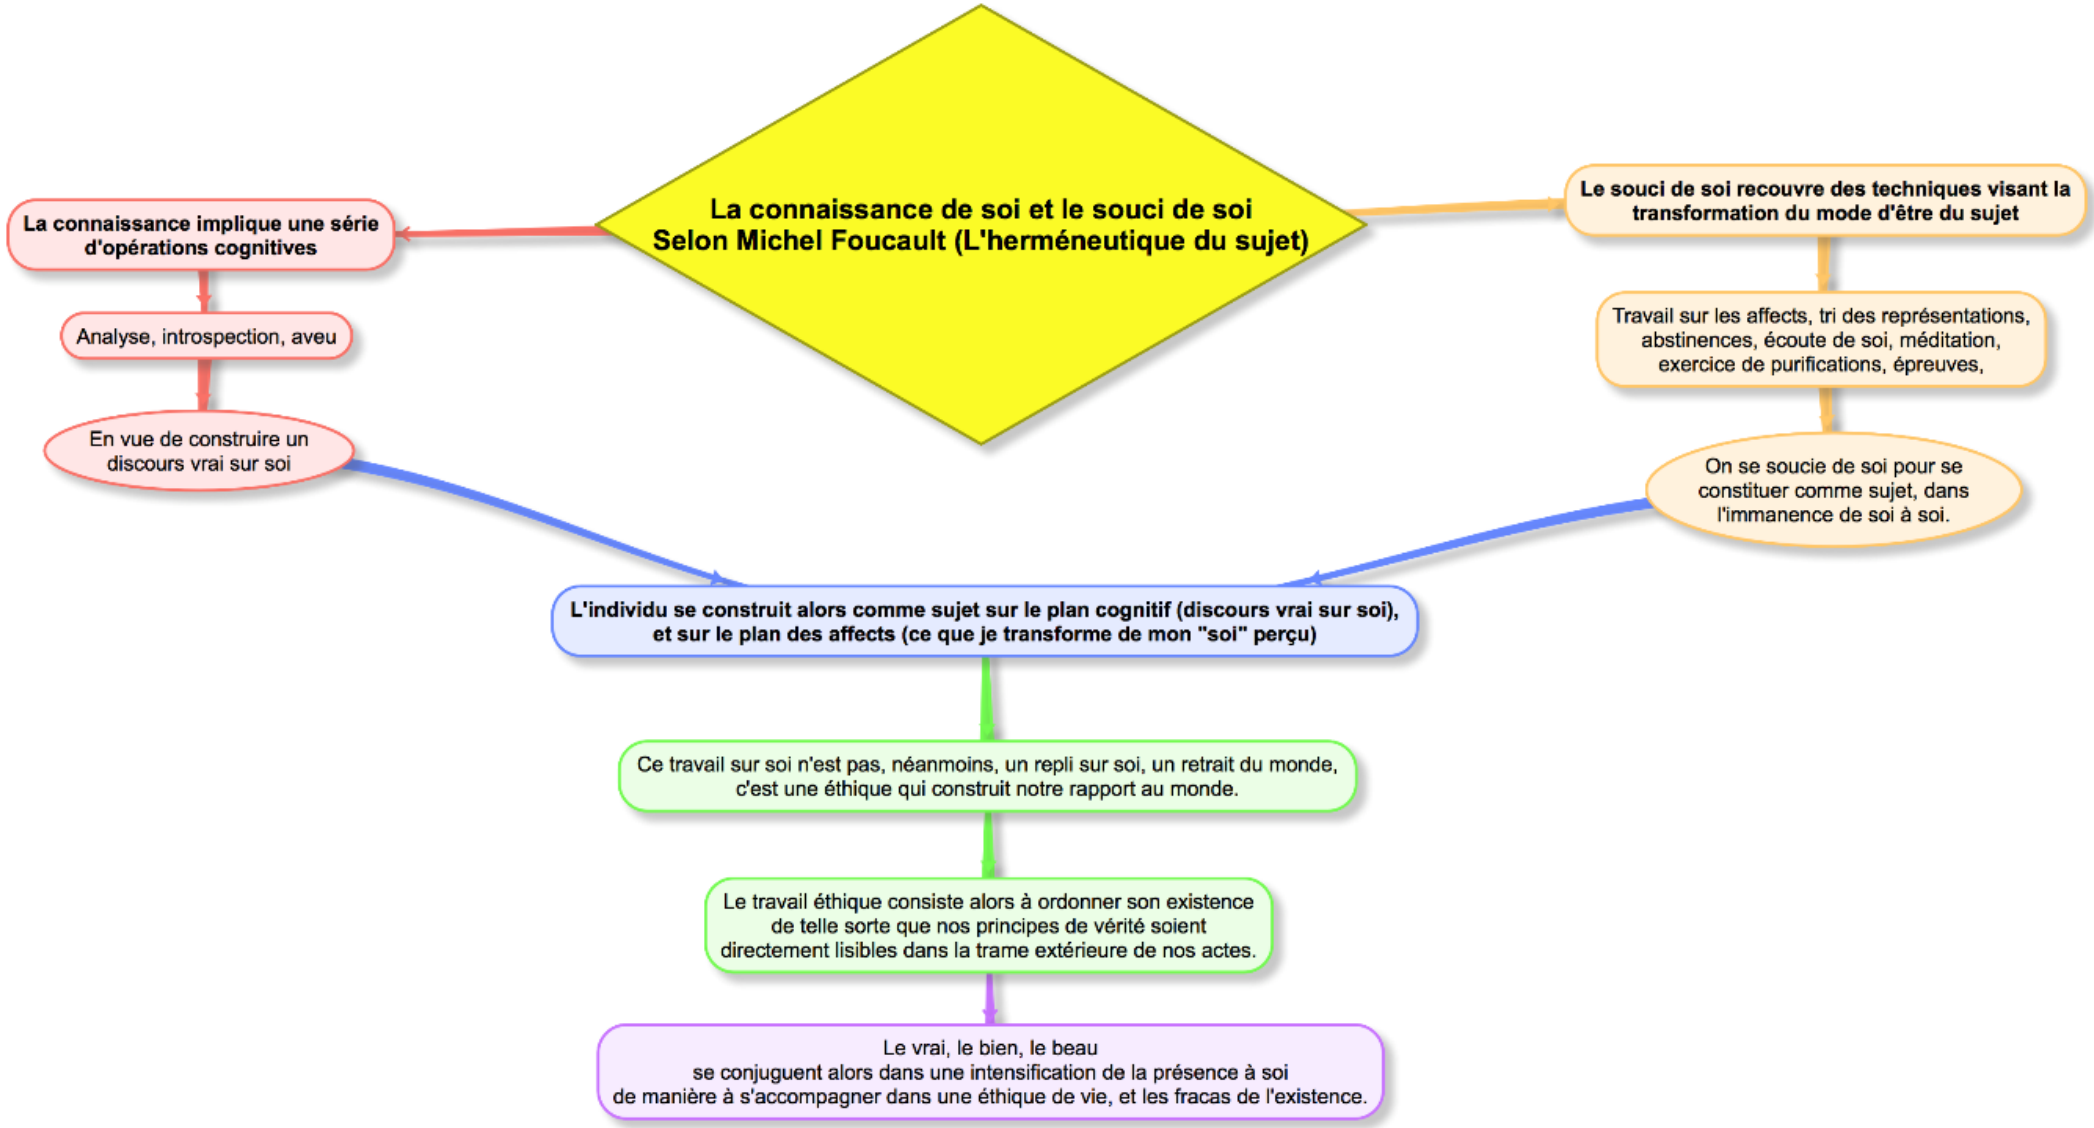 La connaissance de soi et le souci de soi
Selon Michel Foucault (L'herméneutique du sujet)
La connaissance implique une série
d'opérations cognitives
Analyse, introspection, aveu
En vue de construire un
discours vrai sur soi
Le souci de soi recouvre des techniques visant la
transformation du mode d'être du sujet
Travail sur les affects, tri des représentations,
abstinences, écoute de soi, méditation,
exercice de purifications, épreuves,
On se soucie de soi pour se
constituer comme sujet, dans
l'immanence de soi à soi.
L'individu se construit alors comme sujet sur le plan cognitif (discours vrai sur soi),
et sur le plan des affects (ce que je transforme de mon "soi" perçu)
Ce travail sur soi n'est pas, néanmoins, un repli sur soi, un retrait du monde,
c'est une éthique qui construit notre rapport au monde.
Le travail éthique consiste alors à ordonner son existence
de telle sorte que nos principes de vérité soient
directement lisibles dans la trame extérieure de nos actes.
Le vrai, le bien, le beau
se conjuguent alors dans une intensification de la présence à soi
de manière à s'accompagner dans une éthique de vie, et les fracas de l'existence.